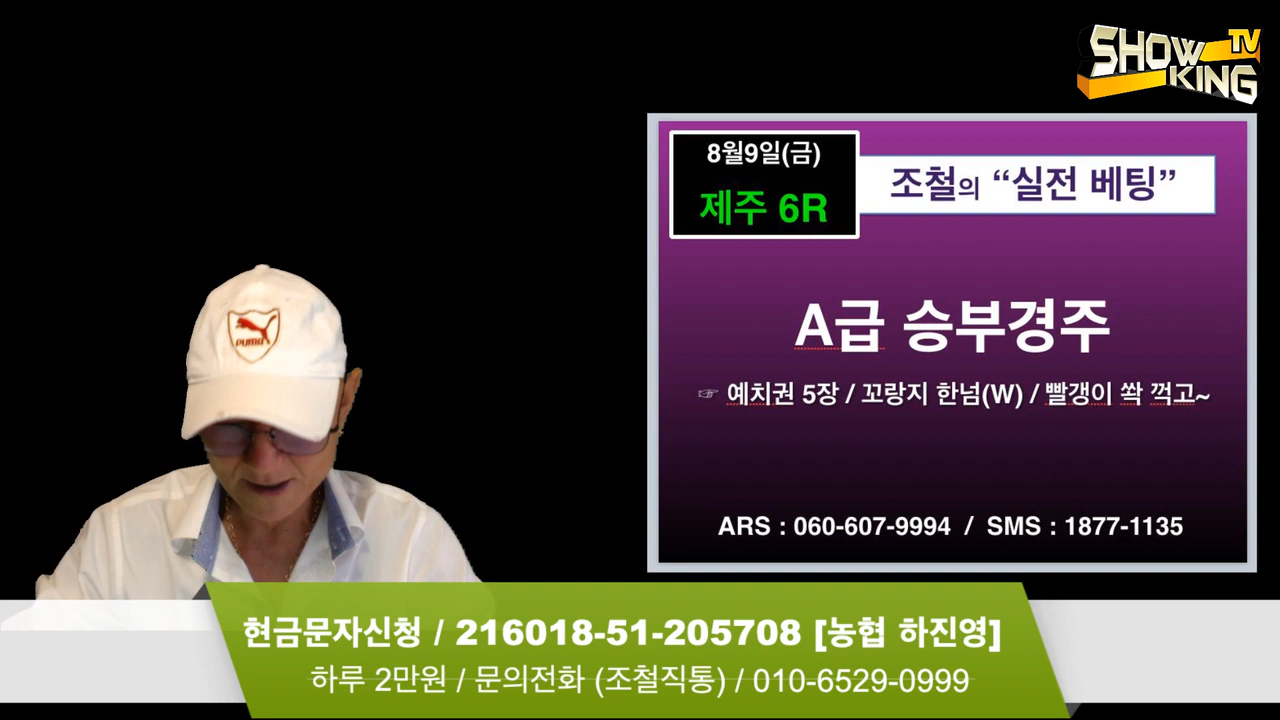 SHOW TV
KING
8월9일(금)
제주 6R
조철의 “실전 베팅”
A급 승부경주
☞ 예치권 5장 / 꼬랑지 한넘(W) / 빨갱이 쏵 꺽고~
ARS : 060-607-9994 / SMS : 1877-1135
PUMA
현금문자신청 / 216018-51-205708 [농협 하진영]
하루 2만원 / 문의전화 (조철직통) / 010-6529-0999